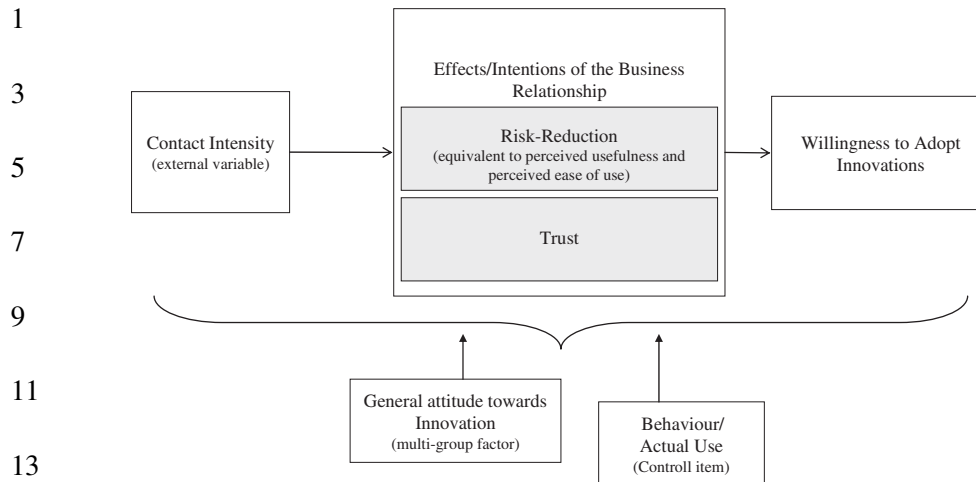 1
3
5
7
9
11
13
Effects/Intentions of the Business
Relationship
Contact Intensity
(external variable)
Risk-Reduction
(equivalent to perceived usefulness and
perceived ease of use)
Trust
Willingness to Adopt
Innovations
General attitude towards
Innovation
(multi-group factor)
Behaviour/
Actual Use
(Controll item)